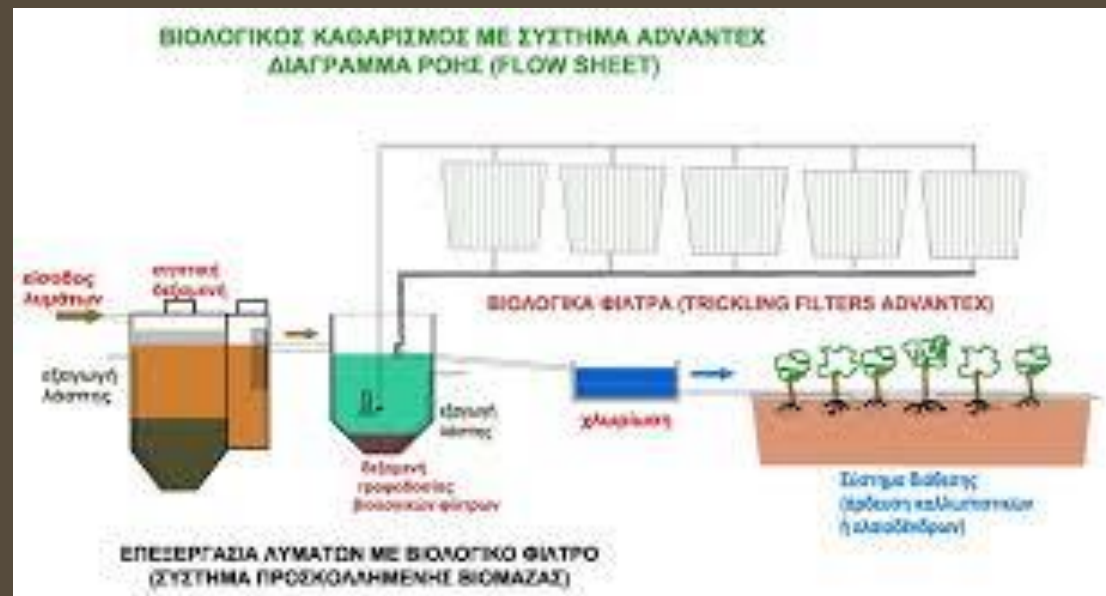 ΒΙΟΛΟΓΙΚΟΣ ΚΑΘΑΡΙΣΜΟΣ ΜΕ ΣΥΣΤΗΜΑ ADVANTEX
ΔΙΑΓΡΑΜΜΑ ΡΟΗΣ (FLOW SHEET)
είσοδος
λυμάτων
σηπτική
δεξαμενή
ΒΙΟΛΟΓΙΚΑ ΦΙΛΤΡΑ (TRICKLING FILTERS ADVANTEX)
εξαγωγή
λάσπης
εξαγωγή
λάσπης
χλωρίωση
δεξαμενή
τροφοδοσίας
φίλτρων
Σύστημα διάθεσης
(άρδευση καλλωπιστικών
ή ελαιοδένδρων)
ΕΠΕΞΕΡΓΑΣΙΑ ΛΥΜΑΤΩΝ ΜΕ ΒΙΟΛΟΓΙΚΟ ΦΙΛΤΡΟ
(ΣΥΣΤΗΜΑ ΠΡΟΣΚΟΛΛΗΜΕΝΗΣ ΒΙΟΜΑΖΑΣ)